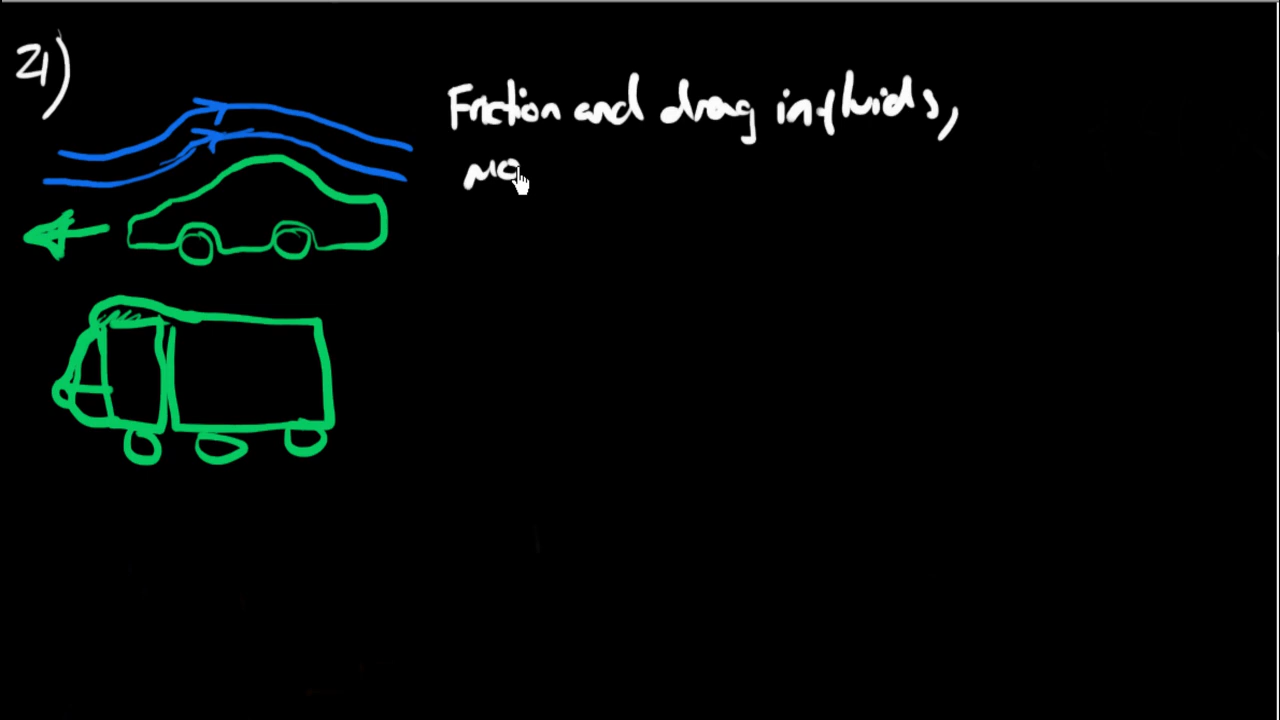 21)
Friction and drag in fluids,